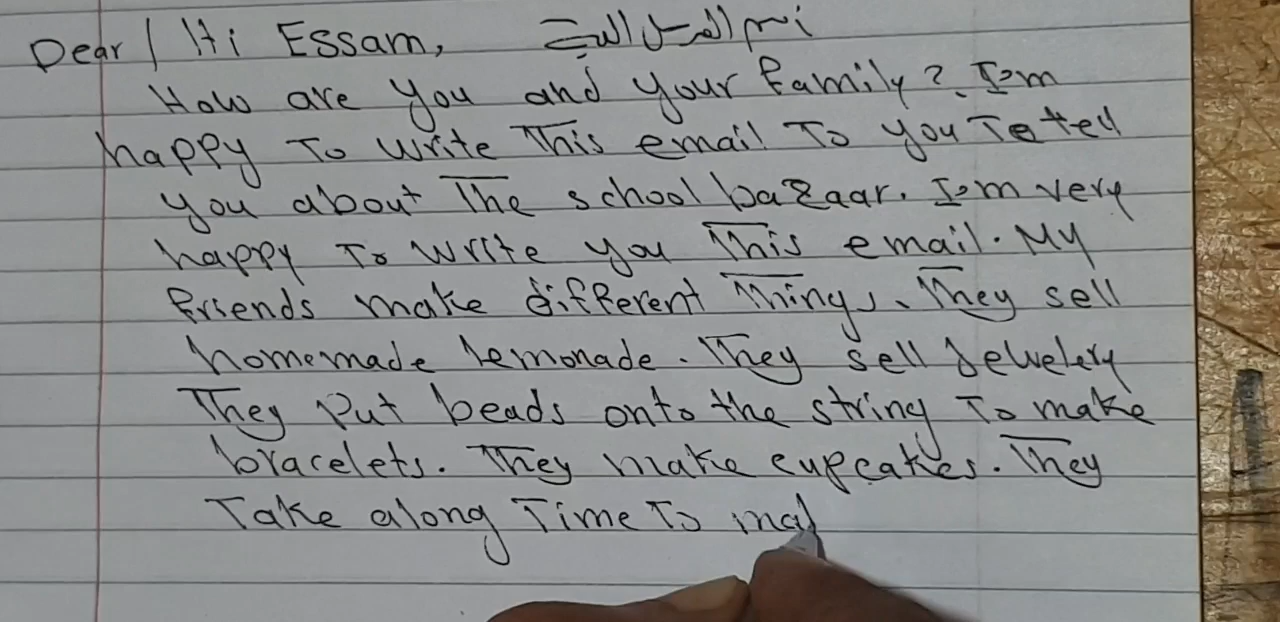 Dear / Hi Essam,
How are you and your family? I'm
happy To write This email To you To tell
you about The school bazaar. I'm very
happy To write you This email. My
friends make different Things. They sell
homemade lemonade. They sell Jewelery
They Put beads onto the string To make
bracelets. They make cupcakes. They
Take along Time To mak